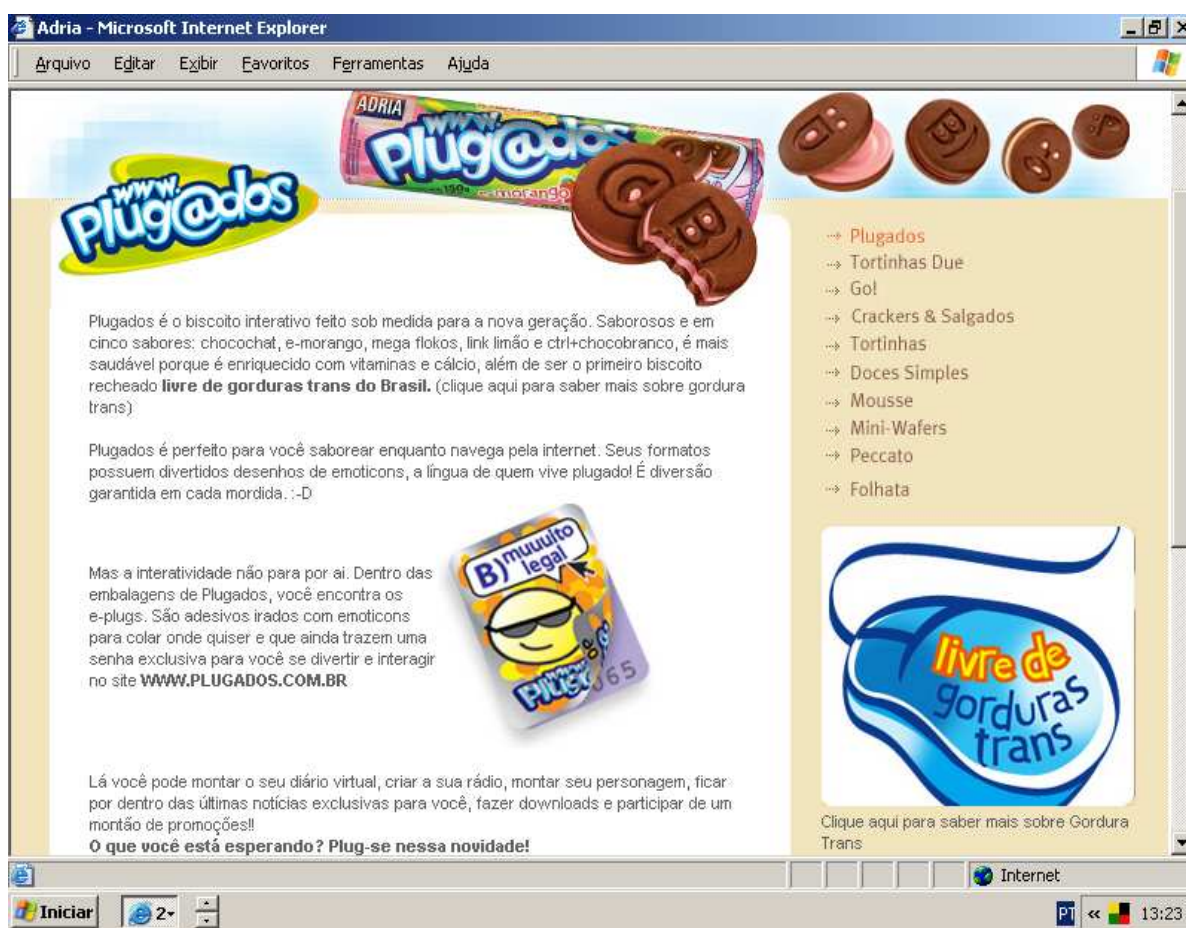 Adria - Microsoft Internet Explorer
Arquivo Editar Exibir Favoritos Ferramentas Ajuda
ADRIA
www.
Plug@dos
150g
morango
www.
Plug@dos
Plugados é o biscoito interativo feito sob medida para a nova geração. Saborosos e em
cinco sabores: chocochat, e-morango, mega flokos, link limão e ctrl+chocobranco, é mais
saudável porque é enriquecido com vitaminas e cálcio, além de ser o primeiro biscoito
recheado livre de gorduras trans do Brasil. (clique aqui para saber mais sobre gordura
trans)
Plugados é perfeito para você saborear enquanto navega pela internet. Seus formatos
possuem divertidos desenhos de emoticons, a língua de quem vive plugado! É diversão
garantida em cada mordida. :-D
Mas a interatividade não para por ai. Dentro das
embalagens de Plugados, você encontra os
e-plugs. São adesivos irados com emoticons
para colar onde quiser e que ainda trazem uma
senha exclusiva para você se divertir e interagir
no site WWW.PLUGADOS.COM.BR
B) muuuito
legal
www.
Plug
065
Lá você pode montar o seu diário virtual, criar a sua rádio, montar seu personagem, ficar
por dentro das últimas notícias exclusivas para você, fazer downloads e participar de um
montão de promoções!!
O que você está esperando? Plug-se nessa novidade!
Plugados
Tortinhas Due
Go!
Crackers & Salgados
Tortinhas
Doces Simples
Mousse
Mini-Wafers
Peccato
Folhata
livre de
gorduras
trans
Clique aqui para saber mais sobre Gordura
Trans
Internet
Iniciar 2 PT « 13:23